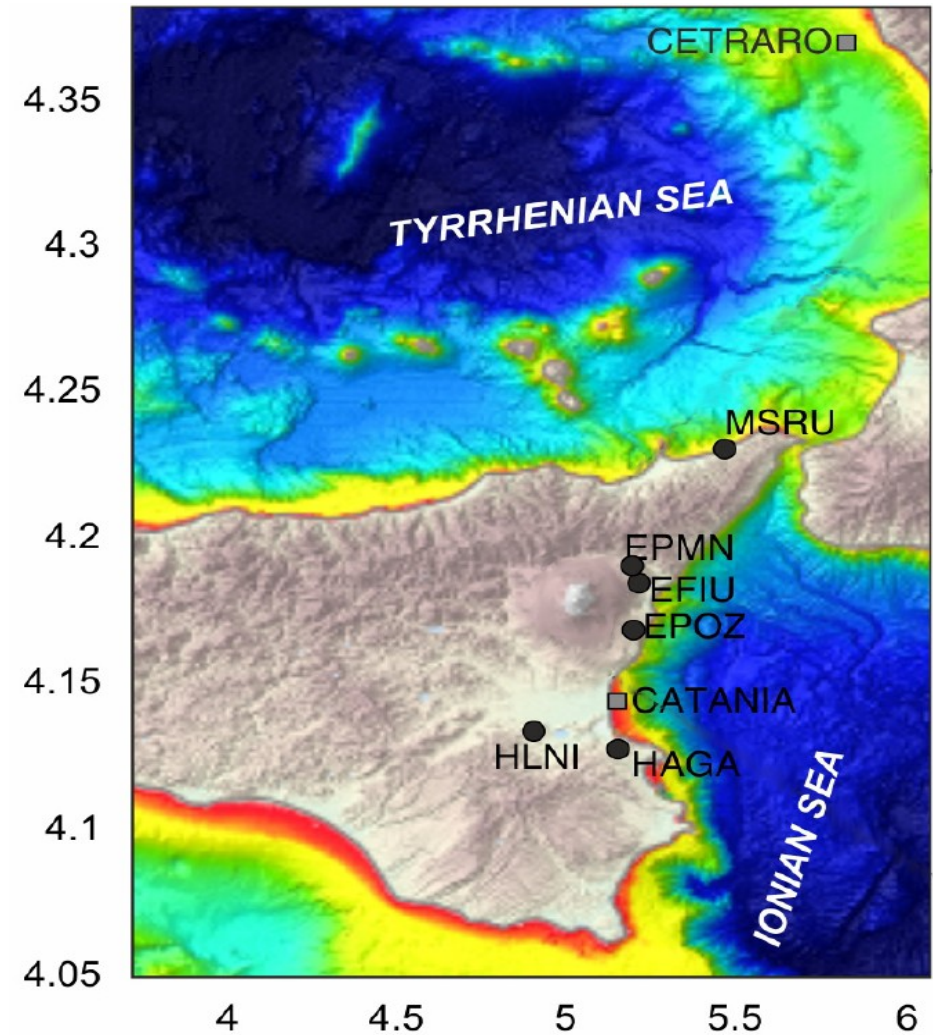 CETRARO
4.35
TYRRHENIAN SEA
4.3
4.25
MSRU
4.2
EPMN
EFIU
EPOZ
4.15
CATANIA
HLNI
HAGA
4.1
IONIAN SEA
4.05
4
4.5
5
5.5
6